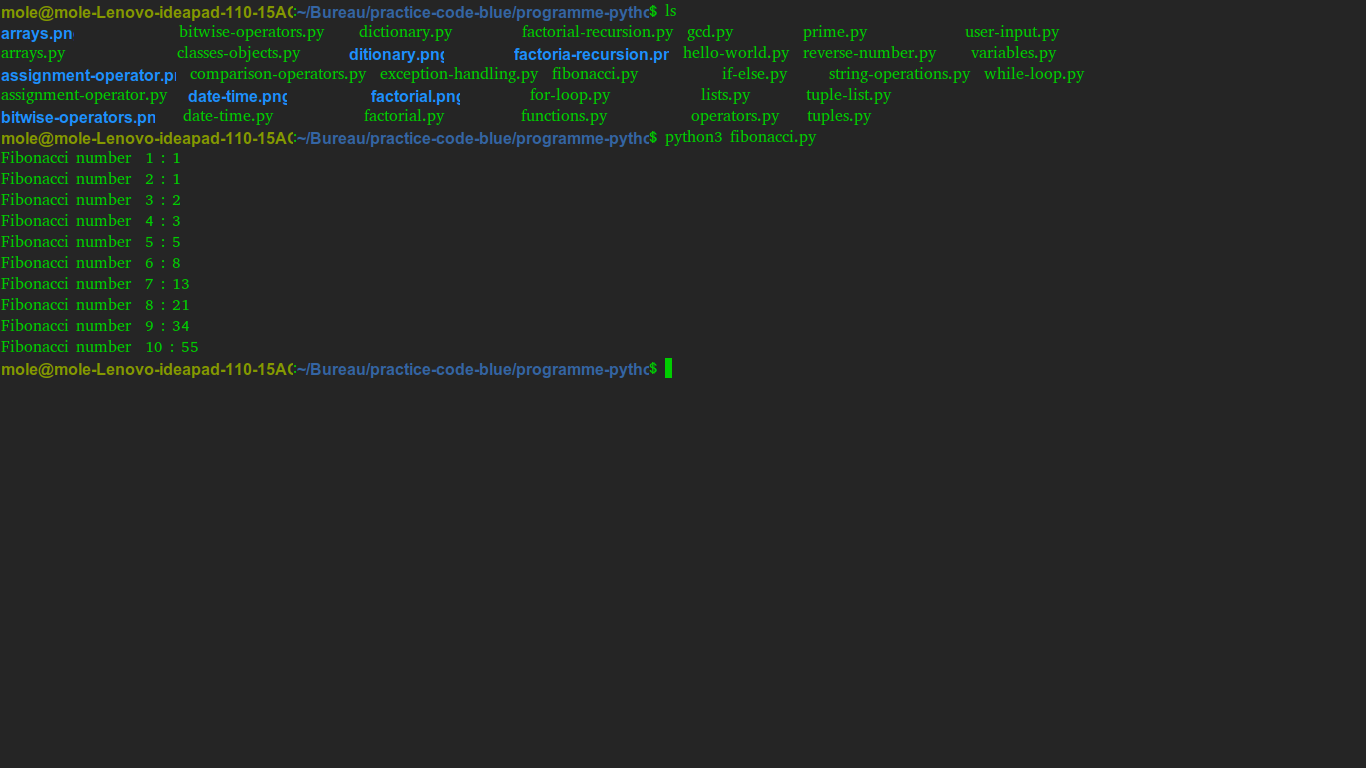 mole@mole-Lenovo-ideapad-110-15AC:~/Bureau/practice-code-blue/programme-pytho$ ls
arrays.pn bitwise-operators.py dictionary.py factorial-recursion.py gcd.py prime.py user-input.py
arrays.py classes-objects.py ditionary.png factoria-recursion.pr hello-world.py reverse-number.py variables.py
assignment-operator.pr comparison-operators.py exception-handling.py fibonacci.py if-else.py string-operations.py while-loop.py
assignment-operator.py date-time.png factorial.png for-loop.py lists.py tuple-list.py
bitwise-operators.pn date-time.py factorial.py functions.py operators.py tuples.py
mole@mole-Lenovo-ideapad-110-15AC:~/Bureau/practice-code-blue/programme-pytho$ python3 fibonacci.py
Fibonacci number 1 : 1
Fibonacci number 2 : 1
Fibonacci number 3 : 2
Fibonacci number 4 : 3
Fibonacci number 5 : 5
Fibonacci number 6 : 8
Fibonacci number 7 : 13
Fibonacci number 8 : 21
Fibonacci number 9 : 34
Fibonacci number 10 : 55
mole@mole-Lenovo-ideapad-110-15AC:~/Bureau/practice-code-blue/programme-pytho$